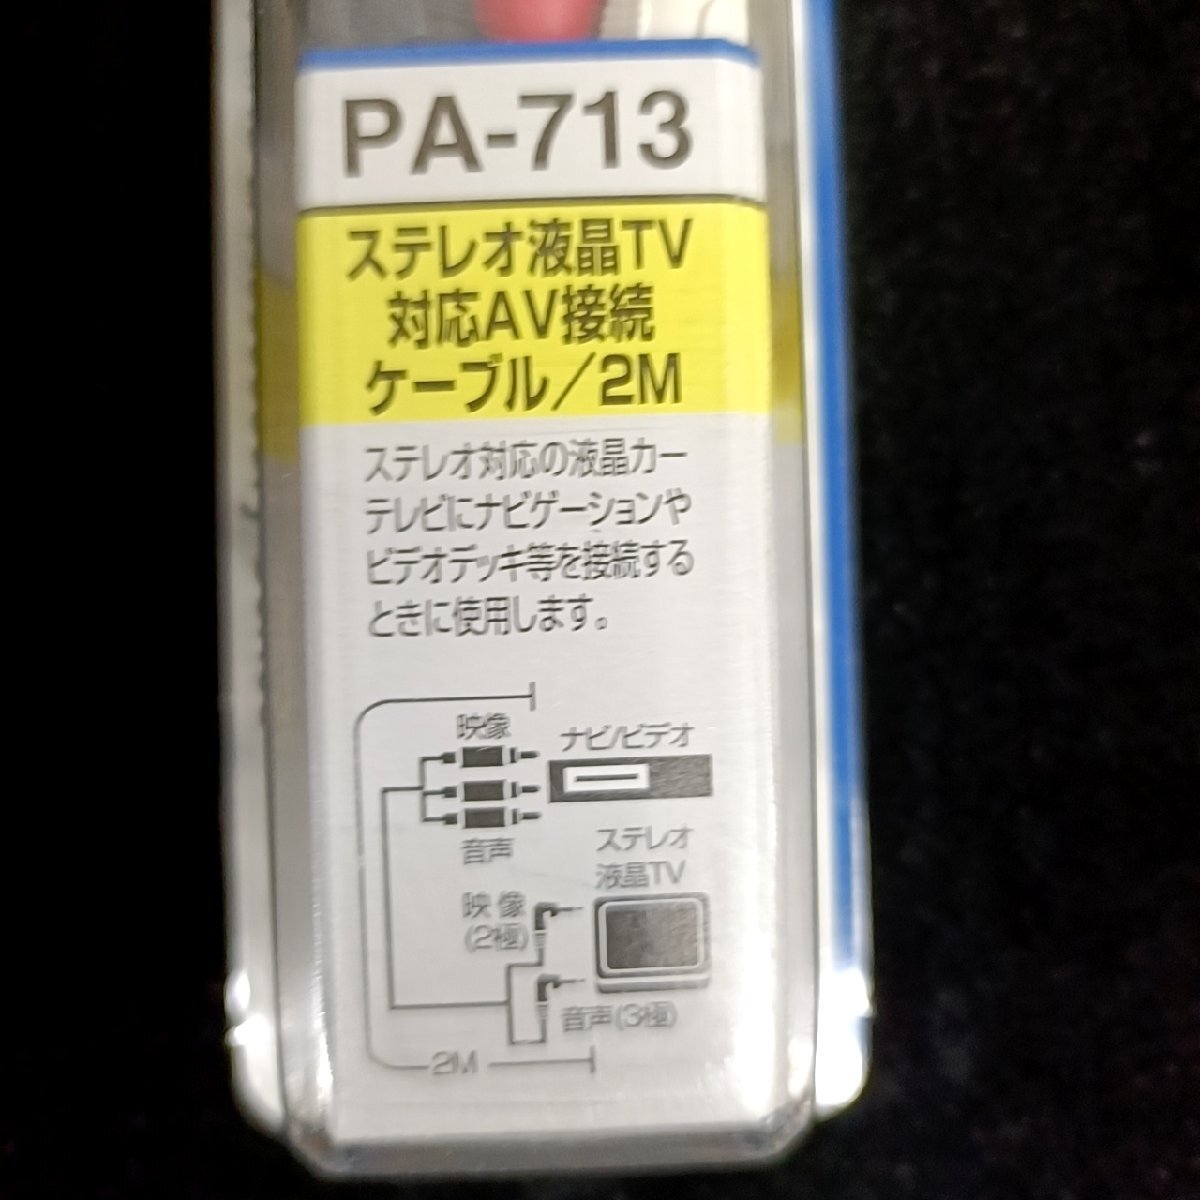 PA-713
ステレオ液晶TV
対応AV接続
ケーブル／2M
ステレオ対応の液晶カー
テレビにナビゲーションや
ビデオデッキ等を接続する
ときに使用します。
映像
ナビ/ビデオ
音声
ステレオ
液晶TV
映像
(2極)
音声(3極)
2M